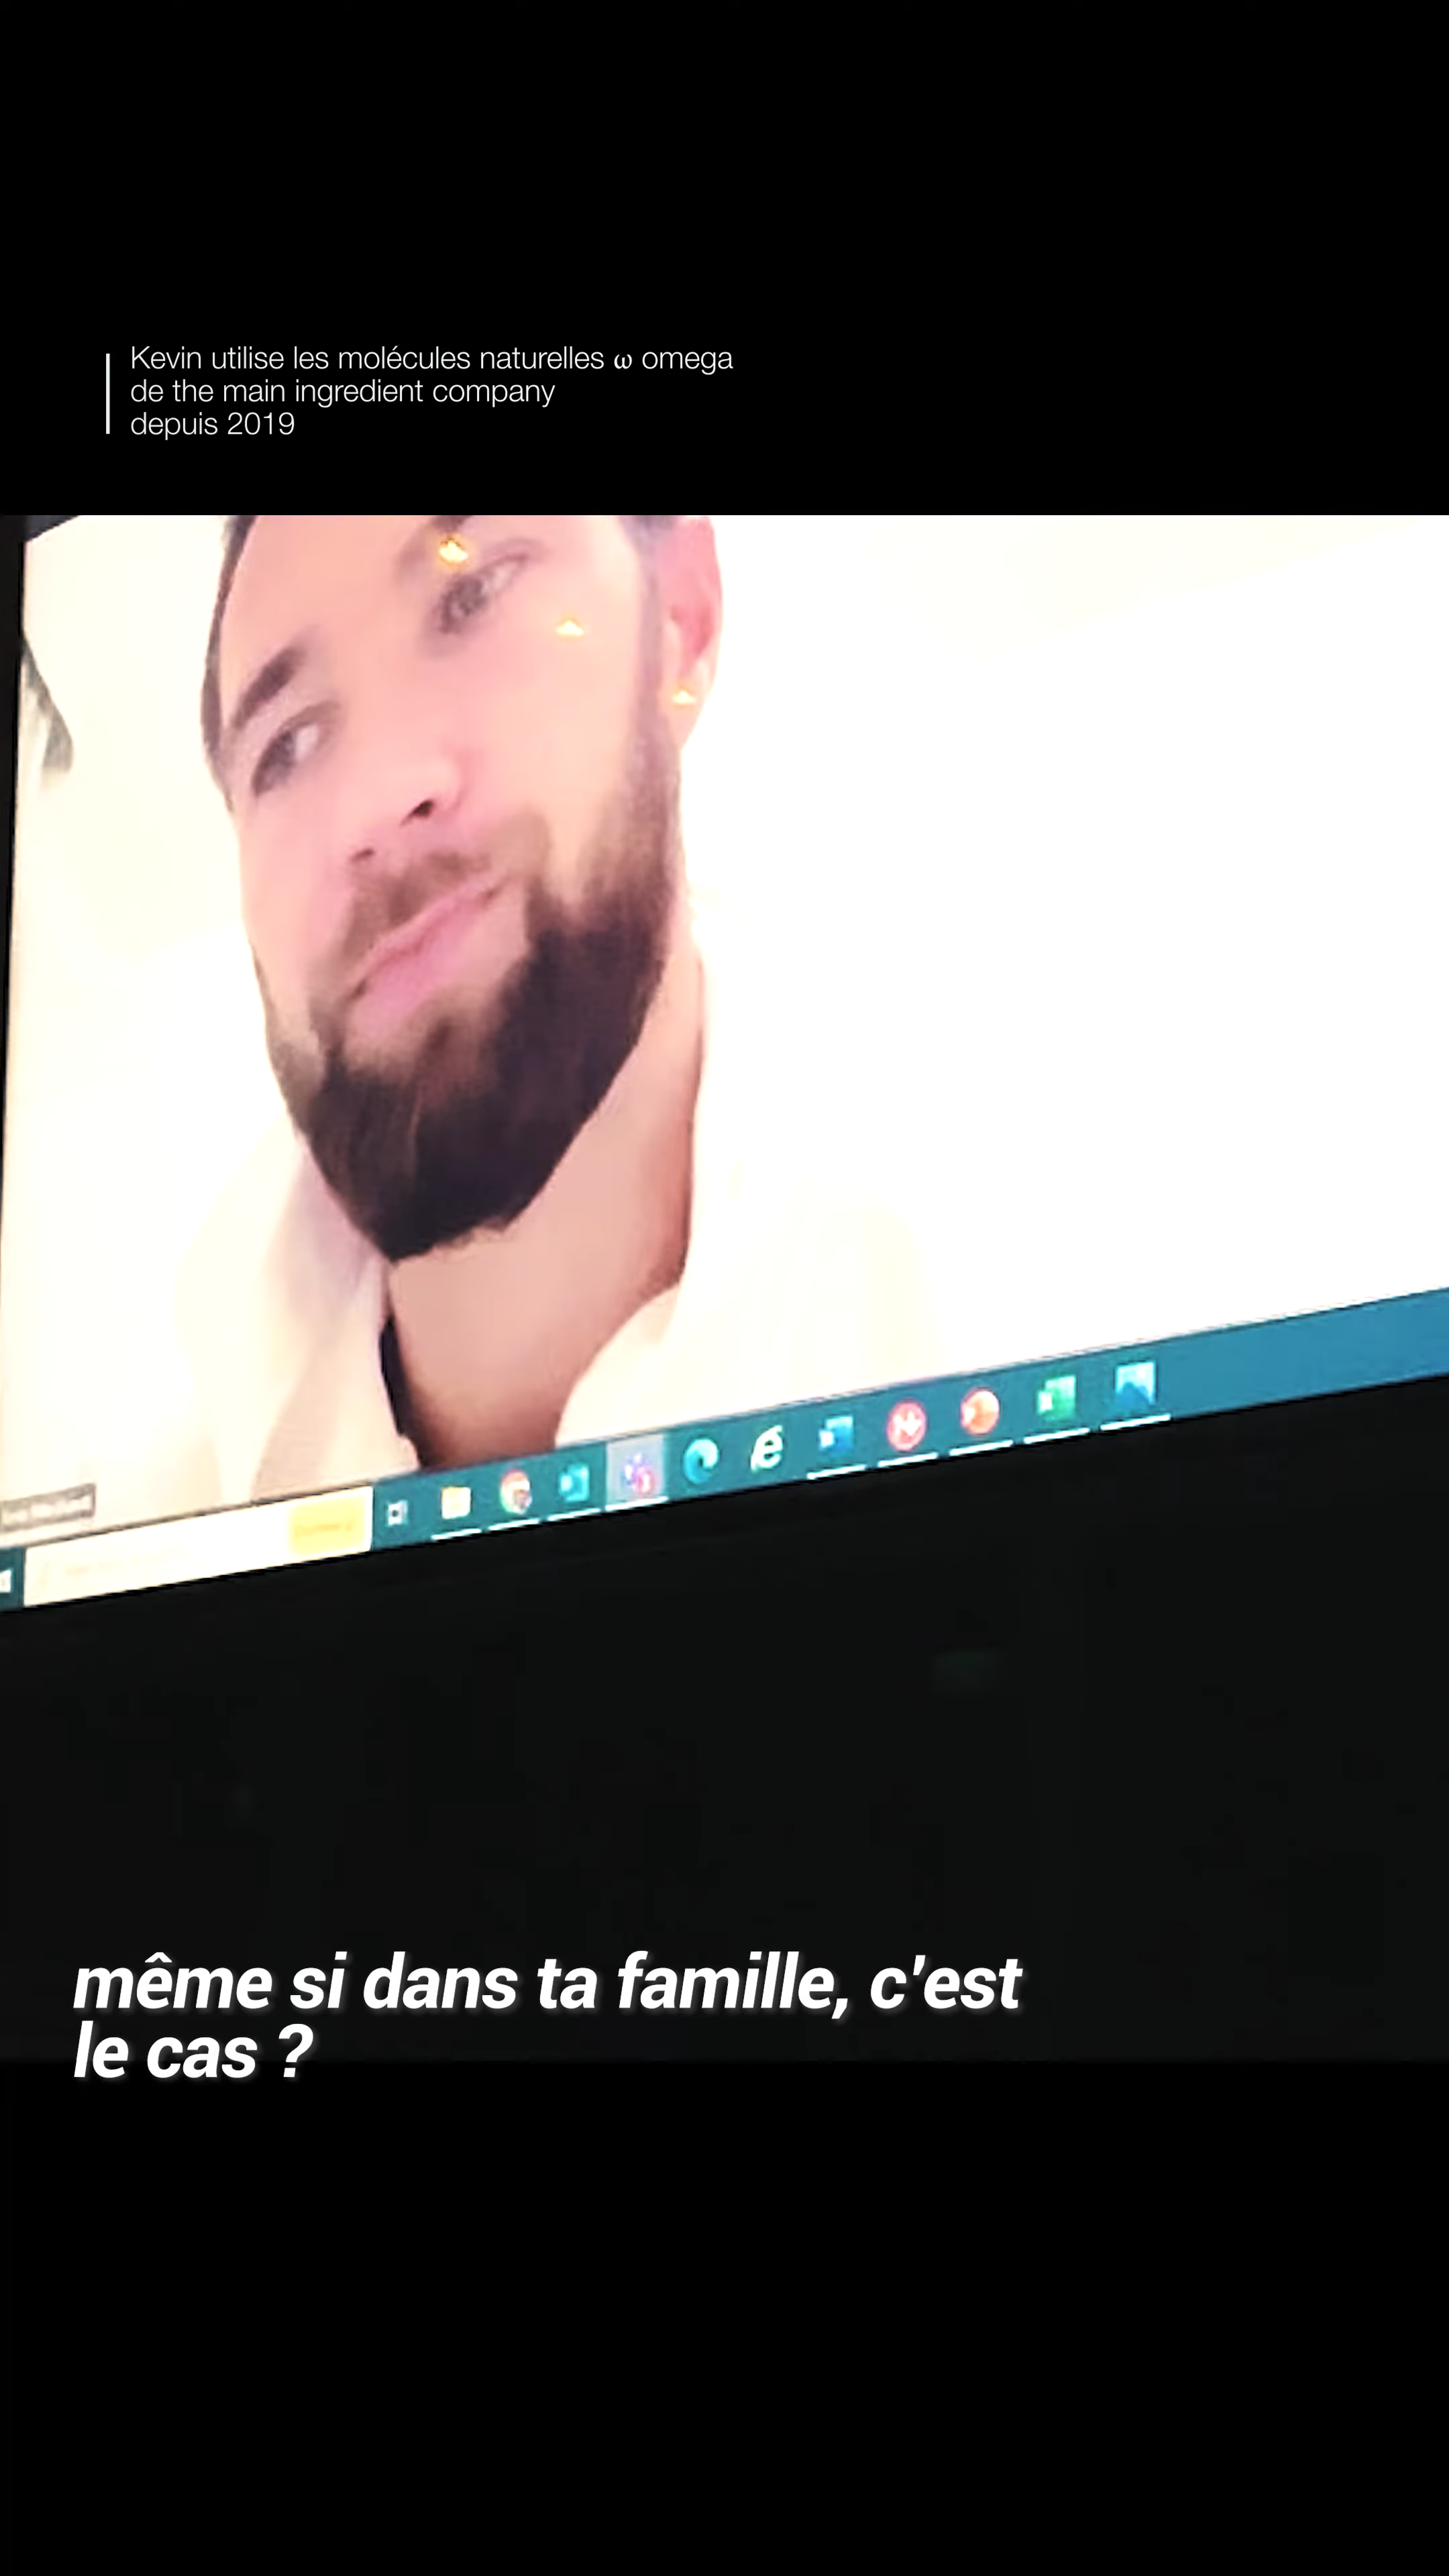 Kevin utilise les molécules naturelles ω omega
de the main ingredient company
depuis 2019
même si dans ta famille, c'est
le cas ?